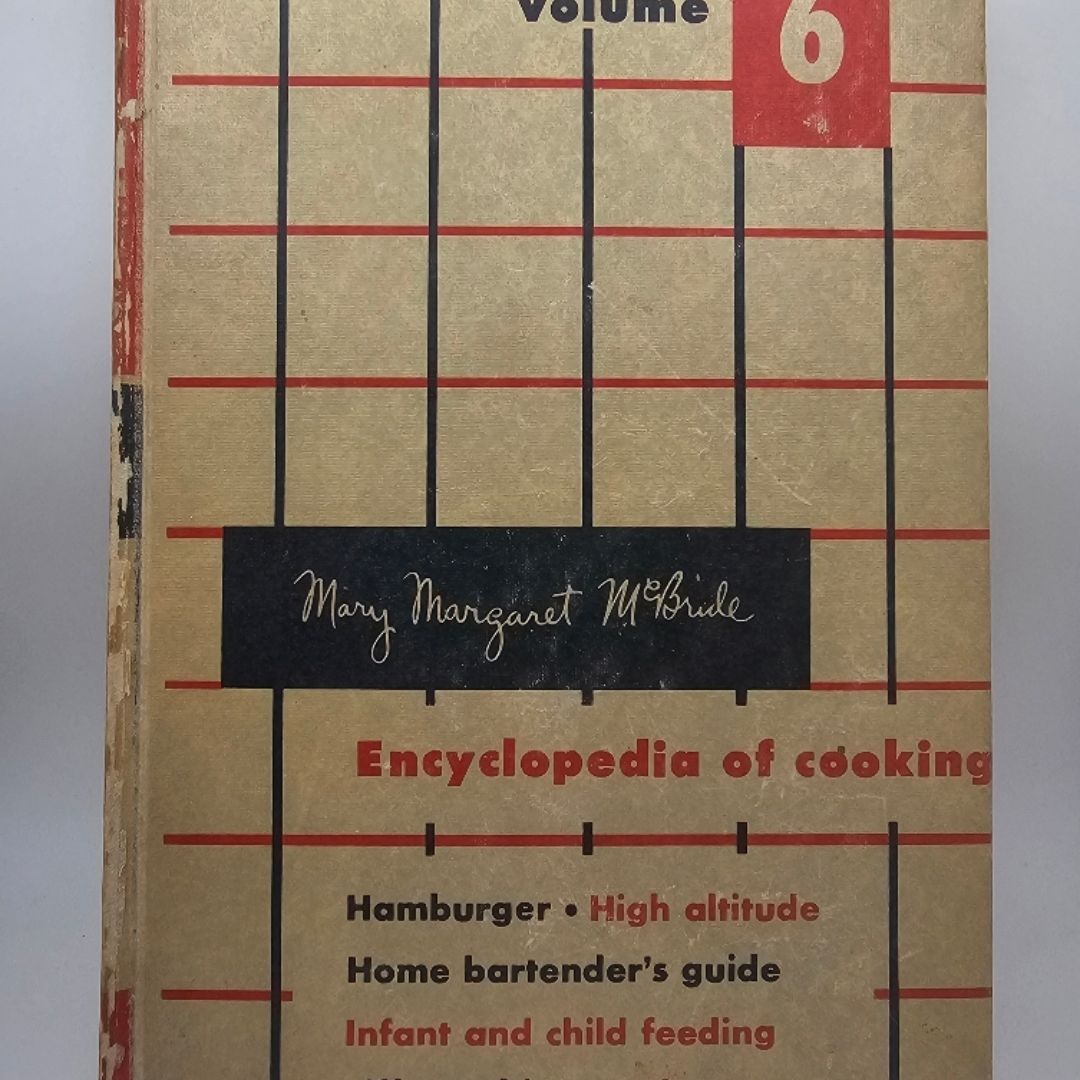 volume 6
Mary Margaret McBride
Encyclopedia of cooking
Hamburger • High altitude
Home bartender's guide
Infant and child feeding